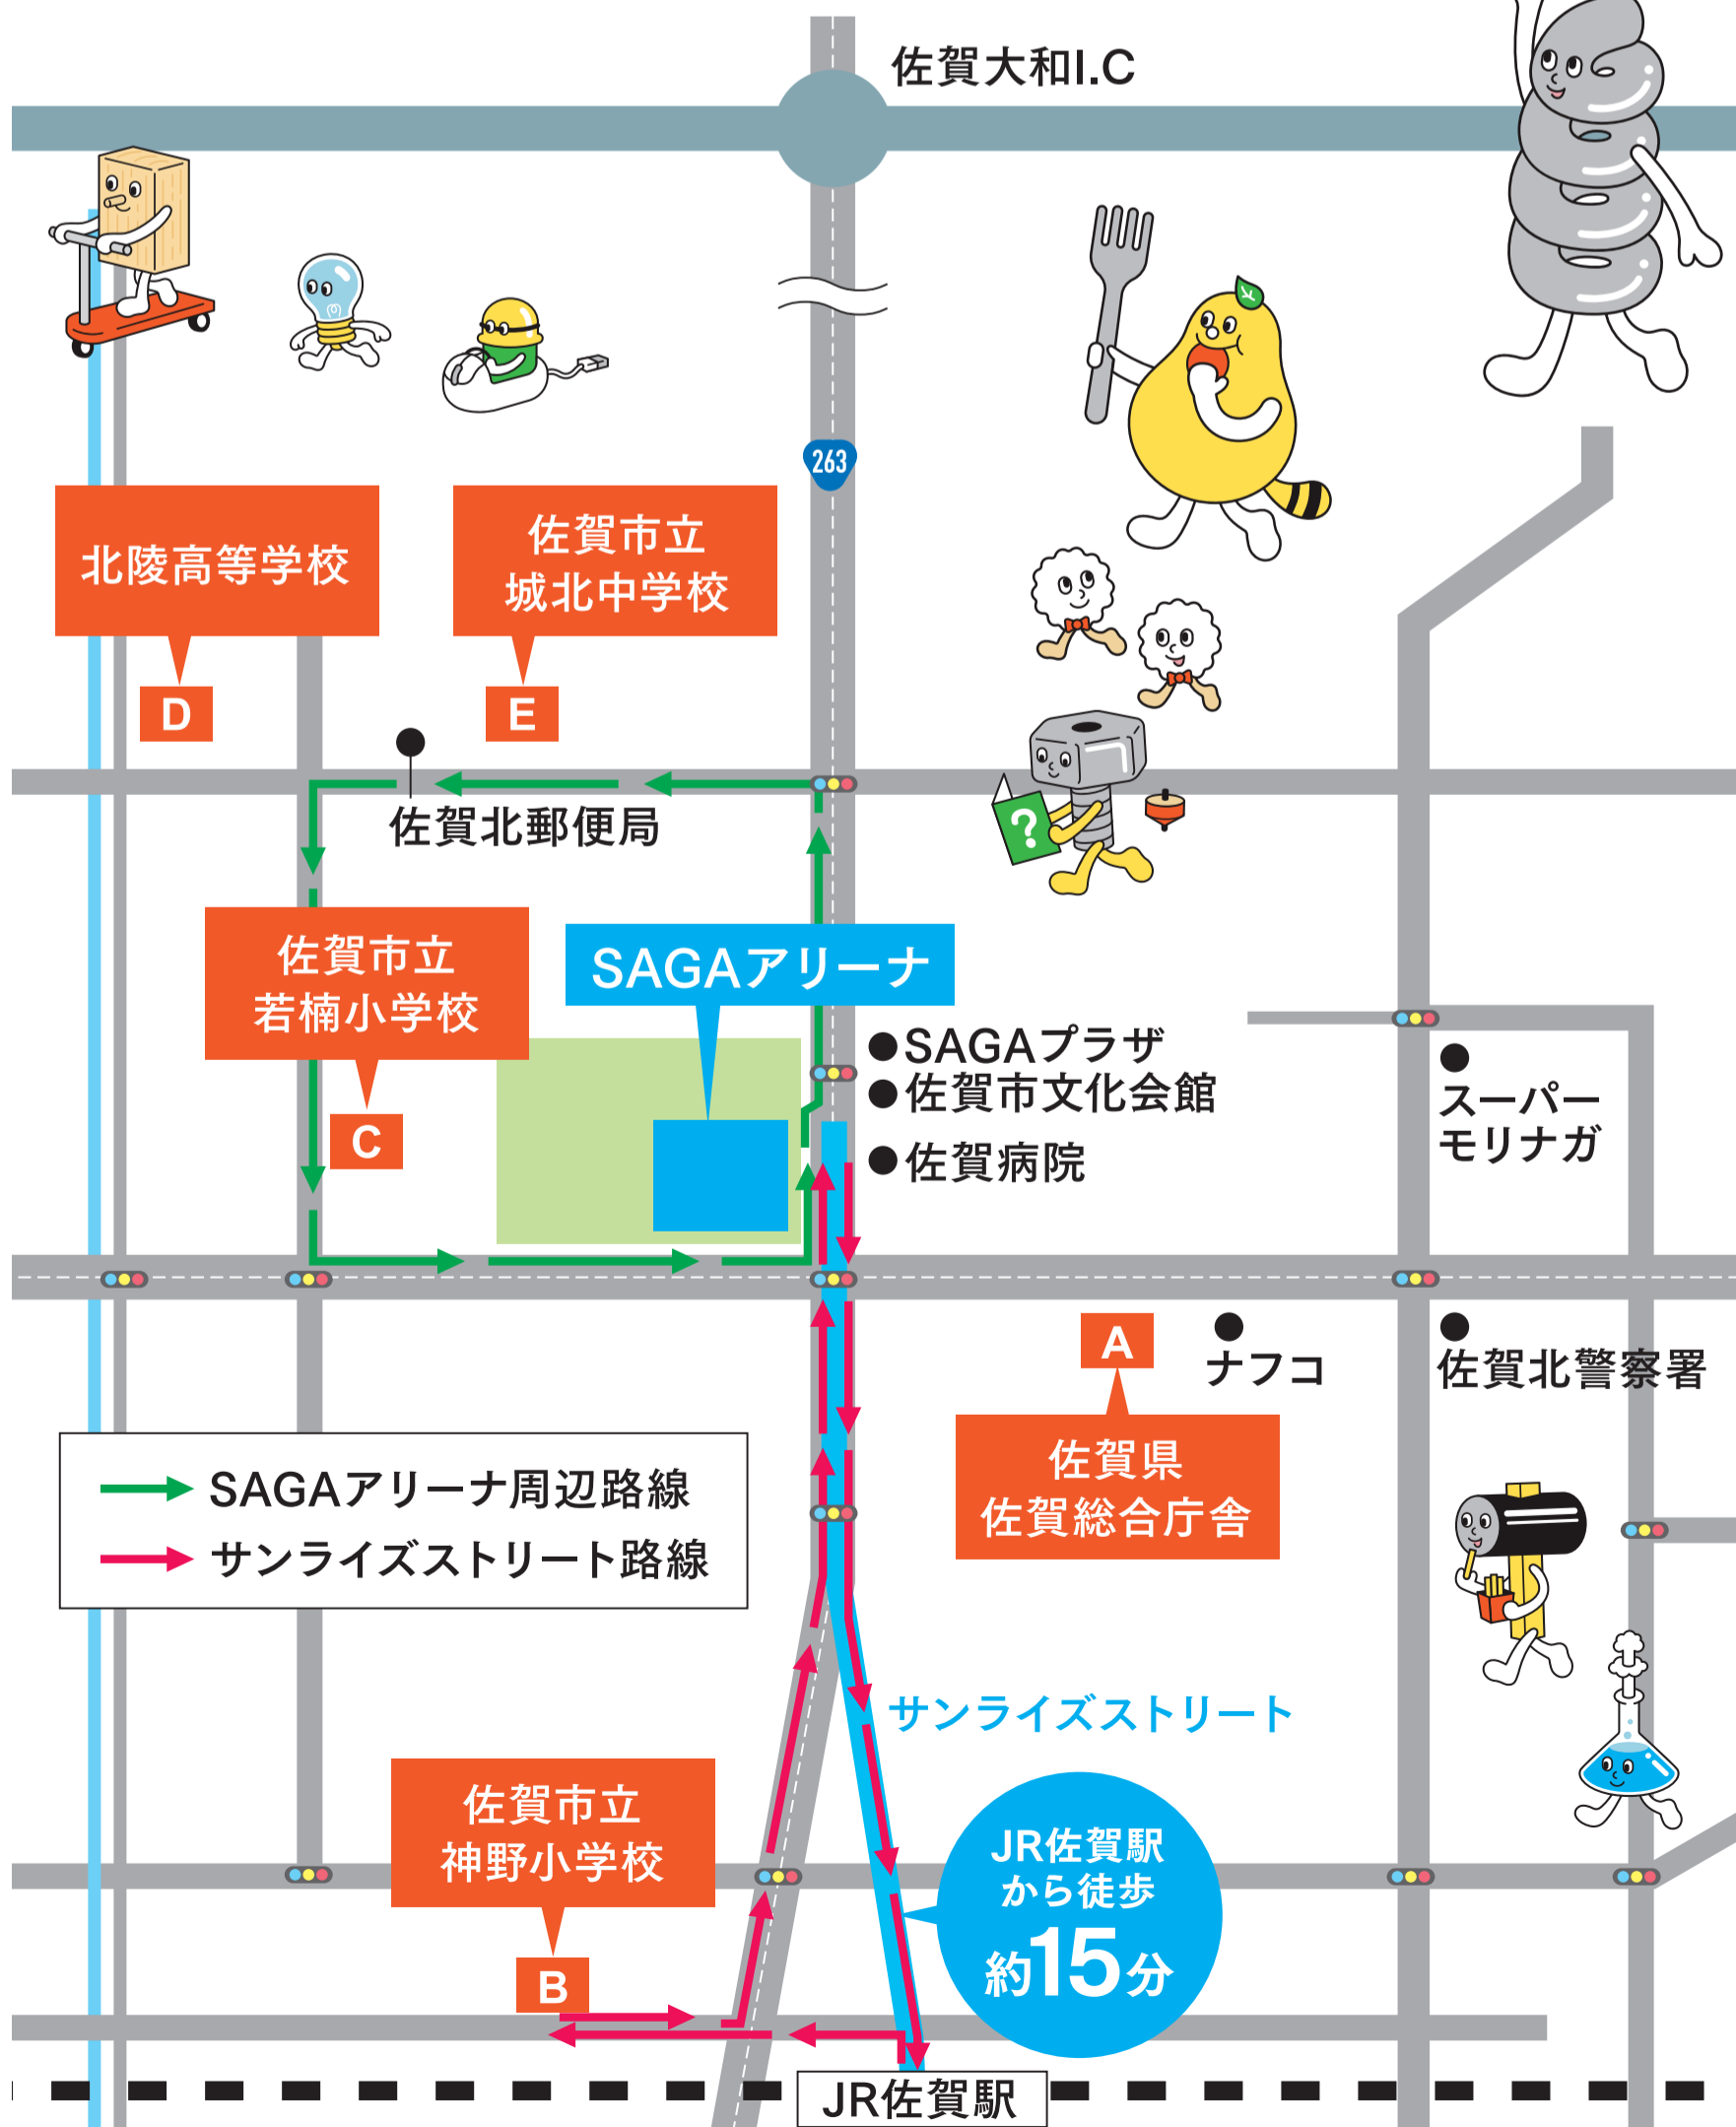 佐賀大和I.C
263
北陵高等学校
佐賀市立
城北中学校
D
E
佐賀北郵便局
佐賀市立
若楠小学校
SAGAアリーナ
C
?
SAGAプラザ
佐賀市文化会館
佐賀病院
スーパー
モリナガ
A
ナフコ
佐賀北警察署
佐賀県
佐賀総合庁舎
SAGAアリーナ周辺路線
サンライズストリート路線
サンライズストリート
佐賀市立
神野小学校
B
JR佐賀駅
から徒歩
約15分
JR佐賀駅